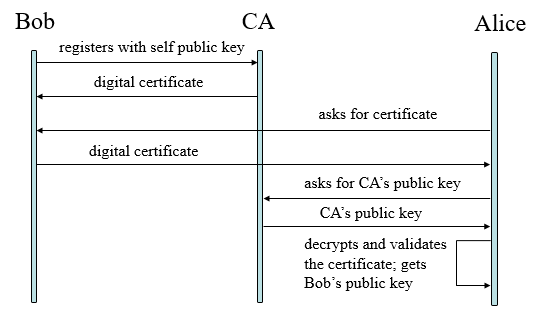 Bob
CA
Alice
registers with self public key
digital certificate
asks for certificate
digital certificate
asks for CA's public key
CA's public key
decrypts and validates
the certificate; gets
Bob's public key